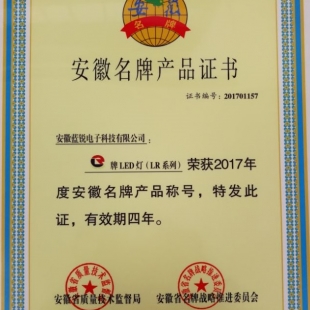 名牌
安徽名牌产品证书
证书编号：201701157
安徽蓝锐电子科技有限公司：
牌LED灯（LR系列）荣获2017年
度安徽名牌产品称号，特发此
证，有效期四年。
安徽省质量技术监督局
安徽省名牌战略推进委员会